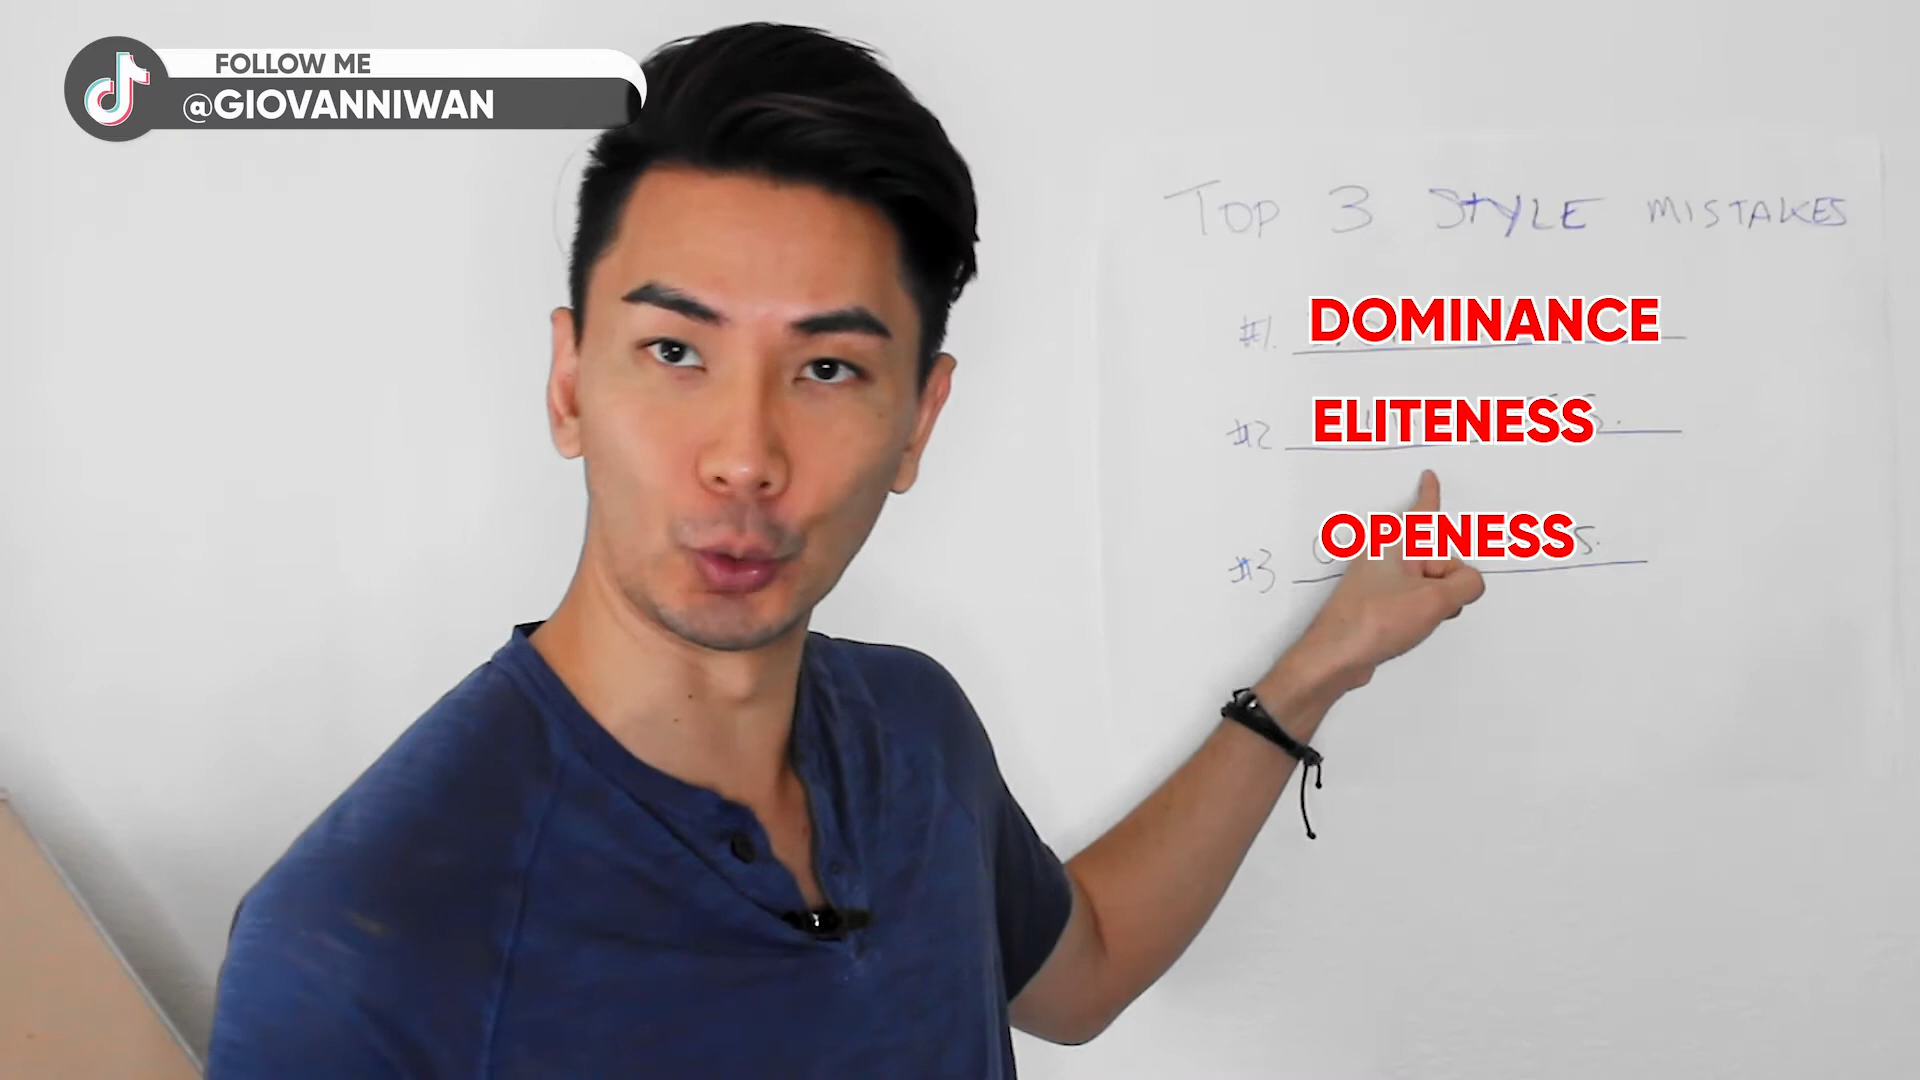 FOLLOW ME
@GIOVANNIWAN
TOP 3 STYLE MISTAKES
#1. DOMINANCE
#2 ELITENESS
#3 OPENESS